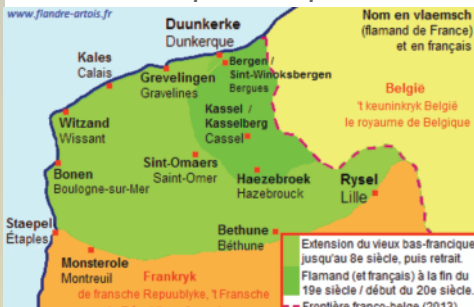 www.flandre-artois.fr
Nom en vlaemsch
(flamand de France)
et en français
Duunkerke
Dunkerque
Kales
Calais
Bergen /
Sint-Winoksbergen
Bergues
Grevelingen
Gravelines
België
't keuninkryk België
le royaume de Belgique
Kassel /
Kasselberg
Cassel
Witzand
Wissant
Sint-Omaers
Saint-Omer
Bonen
Boulogne-sur-Mer
Haezebroek
Hazebrouck
Rysel
Lille
Staepel
Étaples
Bethune
Béthune
Monsterole
Montreuil
Frankryk
de fransche Repuublyke, 't Fransche
Extension du vieux bas-francique
jusqu'au 8e siècle, puis retrait.
Flamand (et français) à la fin du
19e siècle / début du 20e siècle.
Frontière franco-belge (2013)